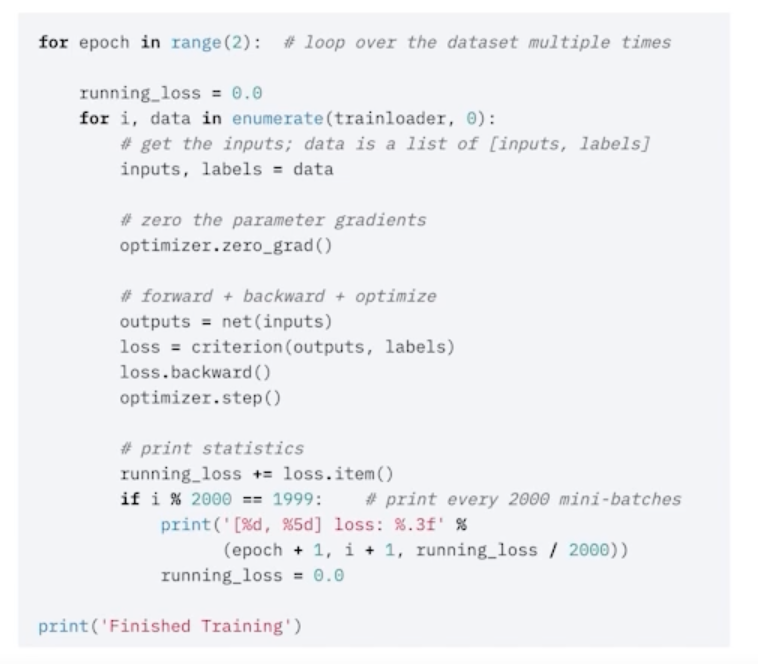 for epoch in range(2):  # loop over the dataset multiple times
running_loss = 0.0
for i, data in enumerate(trainloader, 0):
# get the inputs; data is a list of [inputs, labels]
inputs, labels = data
# zero the parameter gradients
optimizer.zero_grad()
# forward + backward + optimize
outputs = net(inputs)
loss = criterion(outputs, labels)
loss.backward()
optimizer.step()
# print statistics
running_loss += loss.item()
if i % 2000 == 1999:    # print every 2000 mini-batches
print('[%d, %5d] loss: %.3f' %
(epoch + 1, i + 1, running_loss / 2000))
running_loss = 0.0
print('Finished Training')